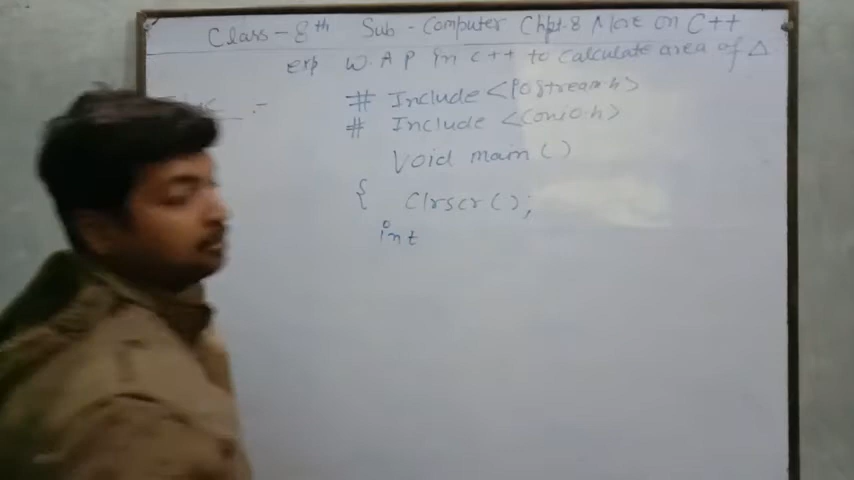 Class - 8th Sub - Computer Chpt.8 More on C++
exp W.A.P in C++ to calculate area of △
# Include <iostream.h>
# Include <conio.h>
Void main ()
{ Clrscr();
int